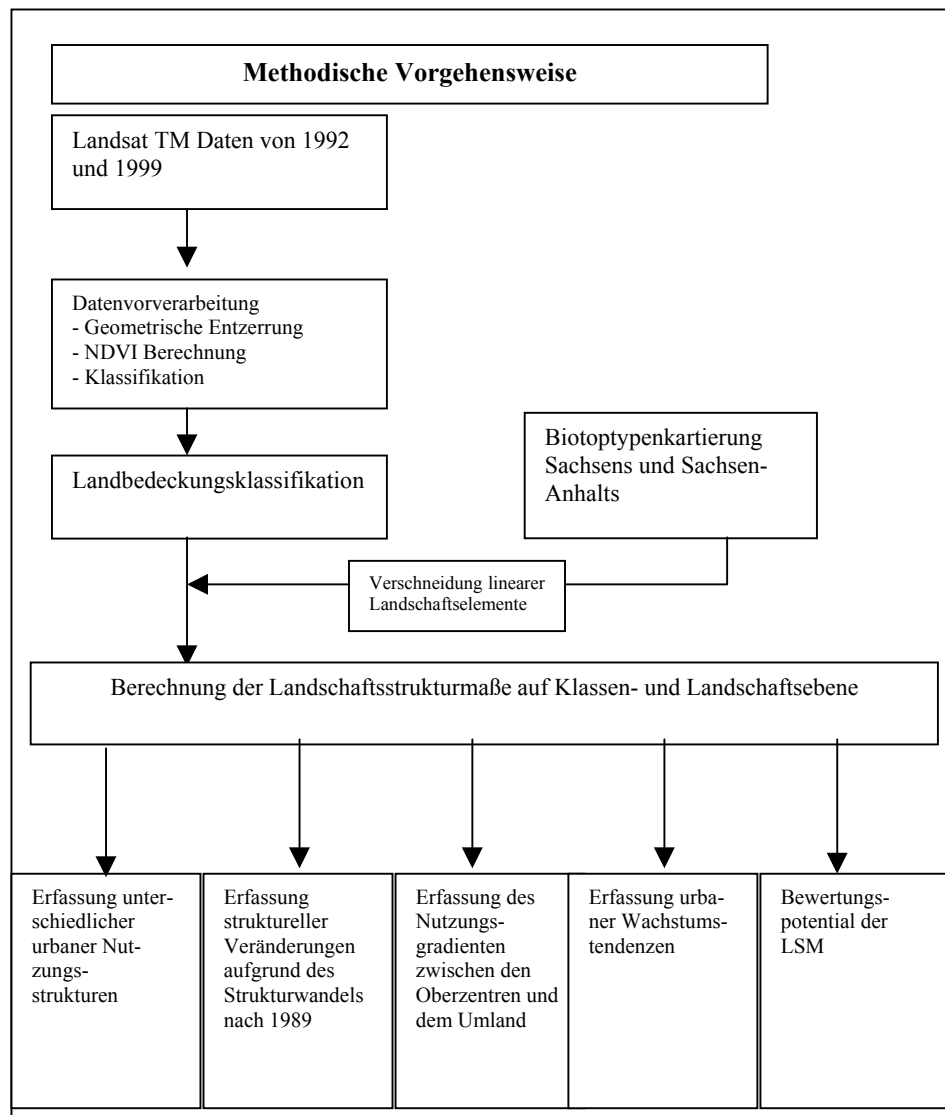 Methodische Vorgehensweise
Landsat TM Daten von 1992
und 1999
Datenvorverarbeitung
- Geometrische Entzerrung
- NDVI Berechnung
- Klassifikation
Biotoptypenkartierung
Sachsens und Sachsen-
Anhalts
Landbedeckungsklassifikation
Verschneidung linearer
Landschaftselemente
Berechnung der Landschaftsstrukturmaße auf Klassen- und Landschaftsebene
Erfassung unter-
schiedlicher
urbaner Nut-
zungs-
strukturen
Erfassung
struktureller
Veränderungen
aufgrund des
Strukturwandels
nach 1989
Erfassung des
Nutzungs-
gradienten
zwischen den
Oberzentren und
dem Umland
Erfassung urba-
ner Wachstums-
tendenzen
Bewertungs-
potential der
LSM